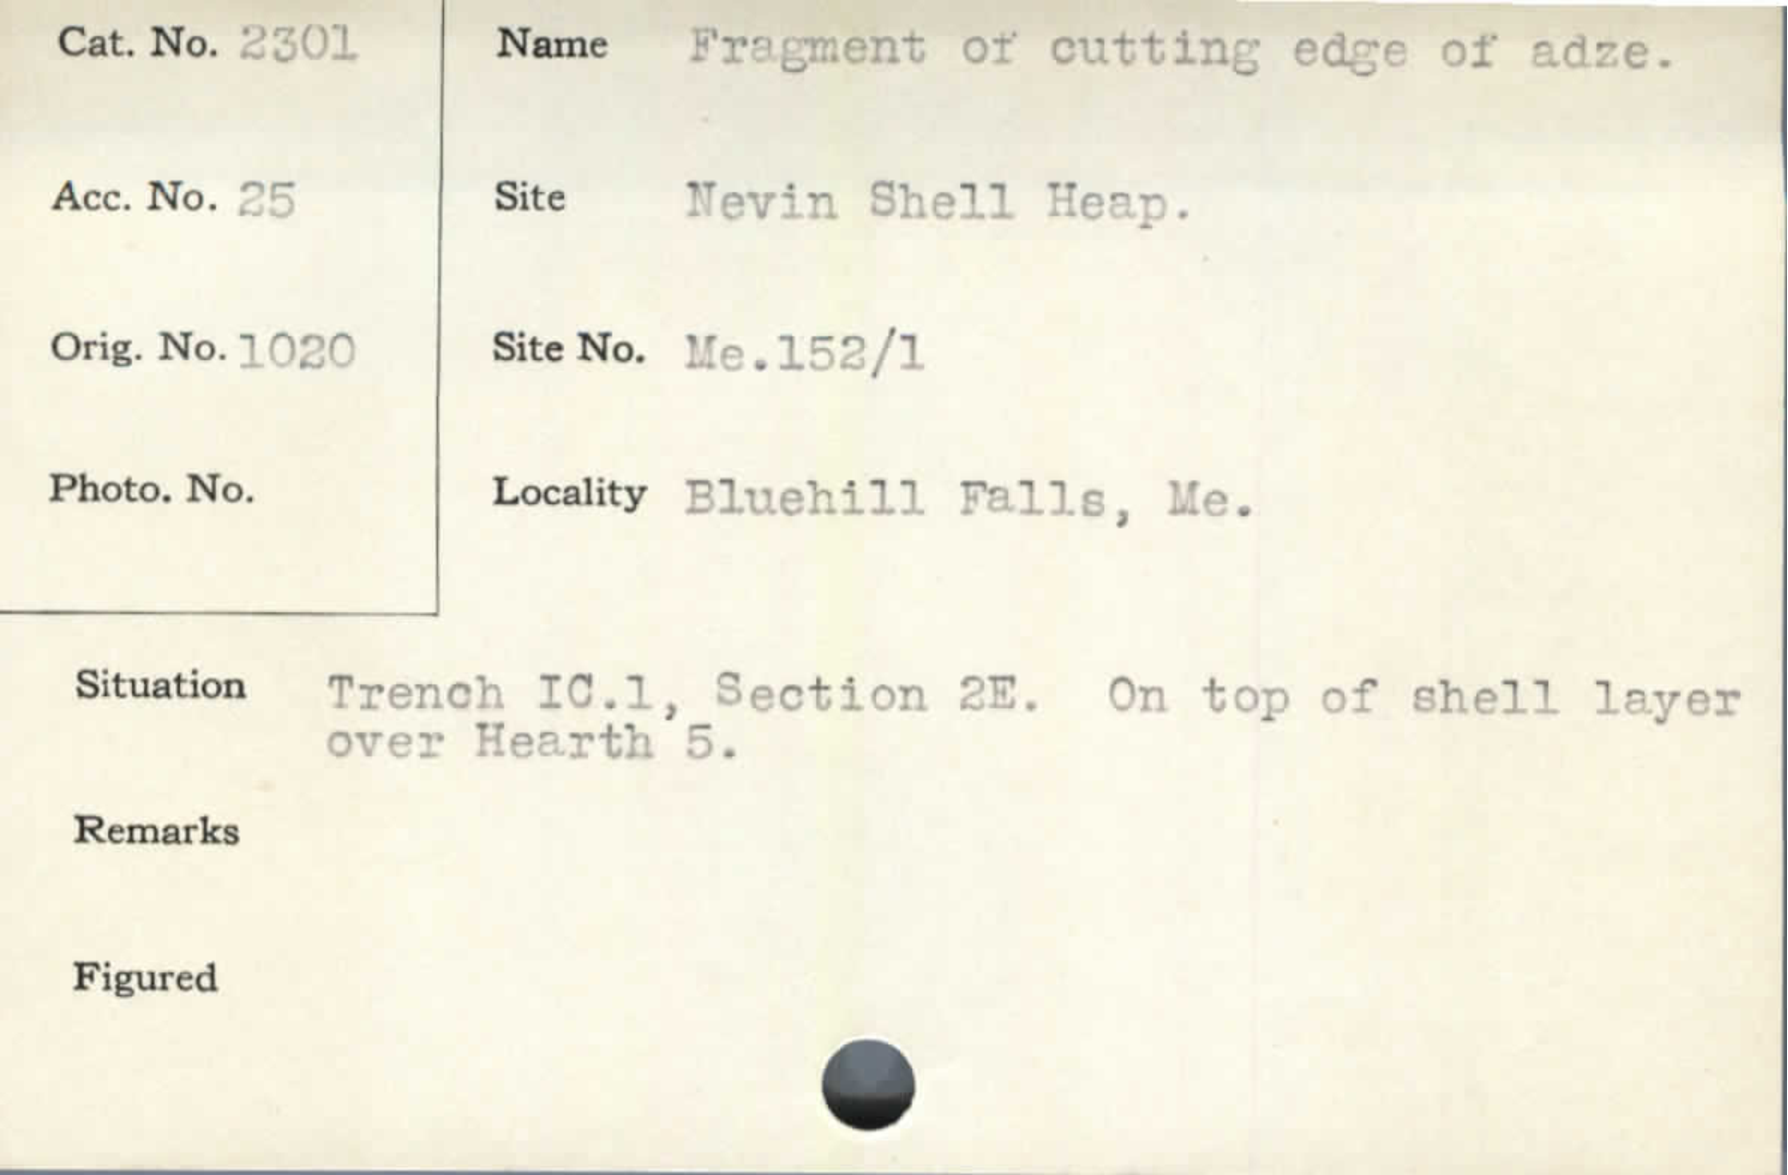 Cat. No. 2301 Name Fragment of cutting edge of adze.
Acc. No. 25 Site Nevin Shell Heap.
Orig. No. 1020 Site No. Me.152/1
Photo. No. Locality Bluehill Falls, Me.
Situation Trench IC.1, Section 2E. On top of shell layer
over Hearth 5.
Remarks
Figured